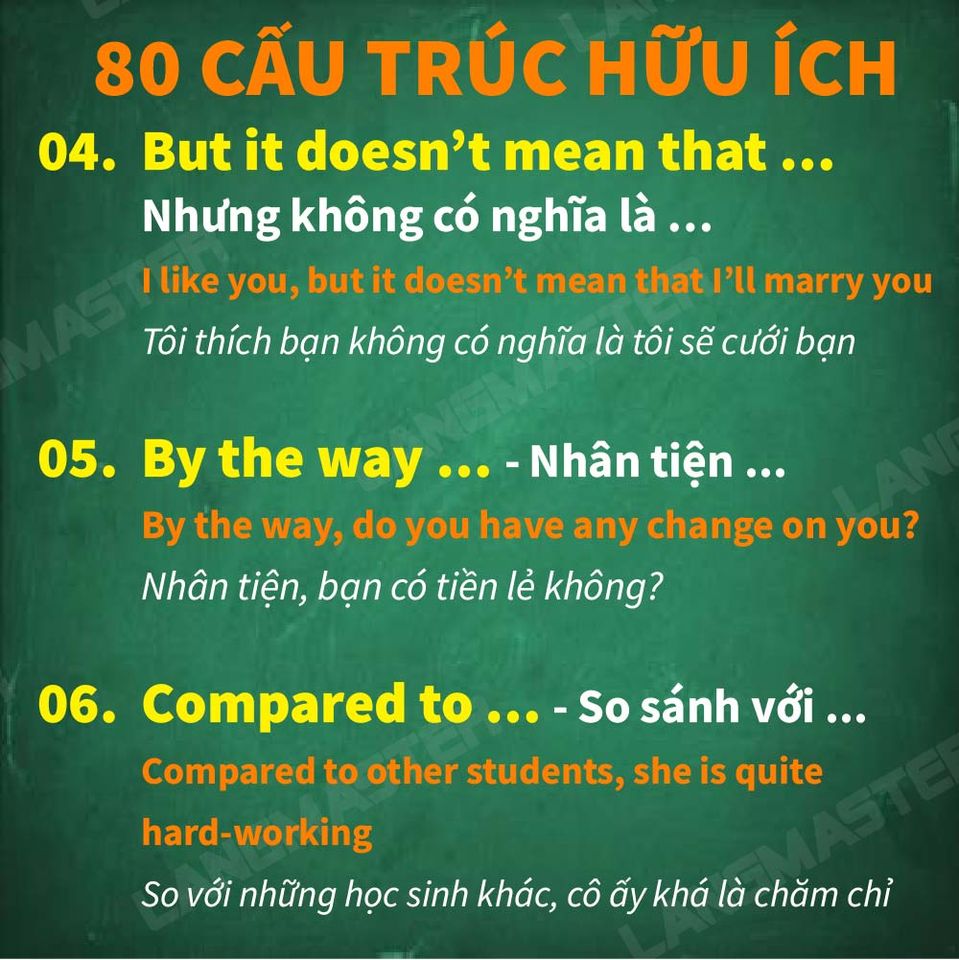 80 CẤU TRÚC HỮU ÍCH
04. But it doesn’t mean that ...
Nhưng không có nghĩa là ...
I like you, but it doesn’t mean that I’ll marry you
Tôi thích bạn không có nghĩa là tôi sẽ cưới bạn
05. By the way ... - Nhân tiện ...
By the way, do you have any change on you?
Nhân tiện, bạn có tiền lẻ không?
06. Compared to ... - So sánh với ...
Compared to other students, she is quite
hard-working
So với những học sinh khác, cô ấy khá là chăm chỉ
LANGMASTER